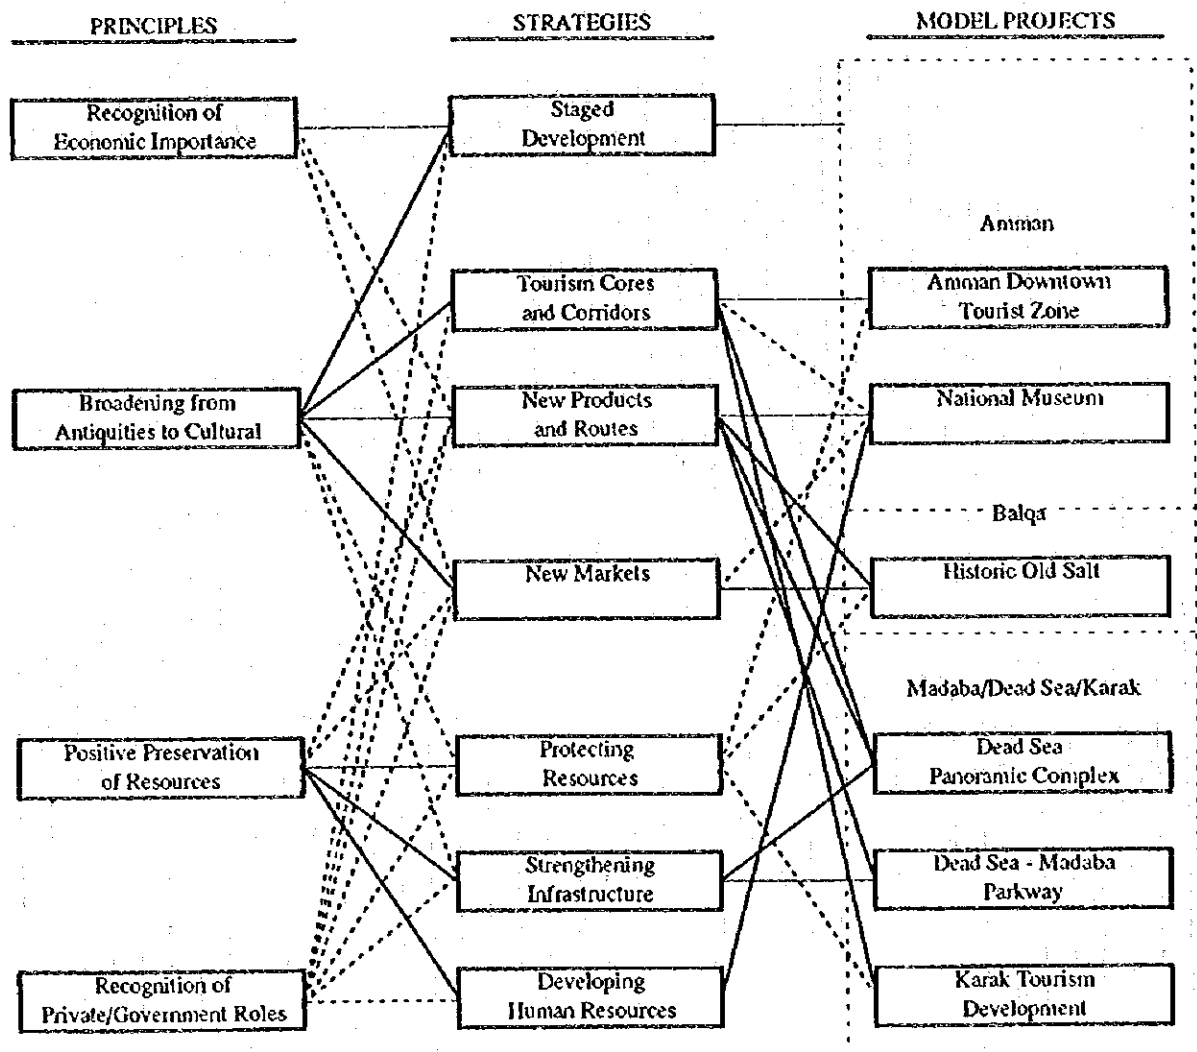 PRINCIPLES
STRATEGIES
MODEL PROJECTS
Recognition of
Economic Importance
Staged
Development
Amman
Tourism Cores
and Corridors
Amman Downtown
Tourist Zone
Broadening from
Antiquities to Cultural
New Products
and Routes
National Museum
Balqa
New Markets
Historic Old Salt
Madaba/Dead Sea/Karak
Positive Preservation
of Resources
Protecting
Resources
Dead Sea
Panoramic Complex
Strengthening
Infrastructure
Dead Sea - Madaba
Parkway
Recognition of
Private/Government Roles
Developing
Human Resources
Karak Tourism
Development